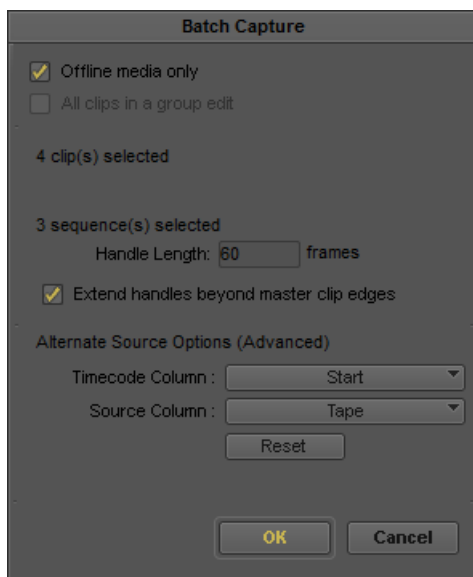 Batch Capture
Offline media only
All clips in a group edit
4 clip(s) selected
3 sequence(s) selected
Handle Length: 60 frames
Extend handles beyond master clip edges
Alternate Source Options (Advanced)
Timecode Column : Start
Source Column : Tape
Reset
OK Cancel